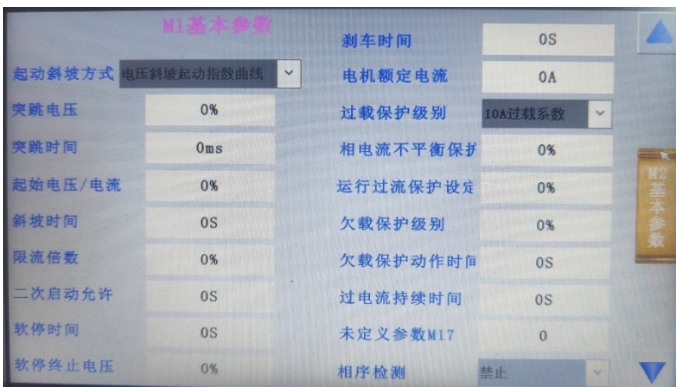 M1基本参数
起动斜坡方式 电压斜坡起动指数曲线
突跳电压 0%
突跳时间 0ms
起始电压/电流 0%
斜坡时间 0S
限流倍数 0%
二次启动允许 0S
软停时间 0S
软停终止电压 0%
刹车时间 0S
电机额定电流 0A
过载保护级别 10A过载系数
相电流不平衡保护 0%
运行过流保护设定 0%
欠载保护级别 0%
欠载保护动作时间 0S
过电流持续时间 0S
未定义参数M17 0
相序检测 禁止
M2基本参数